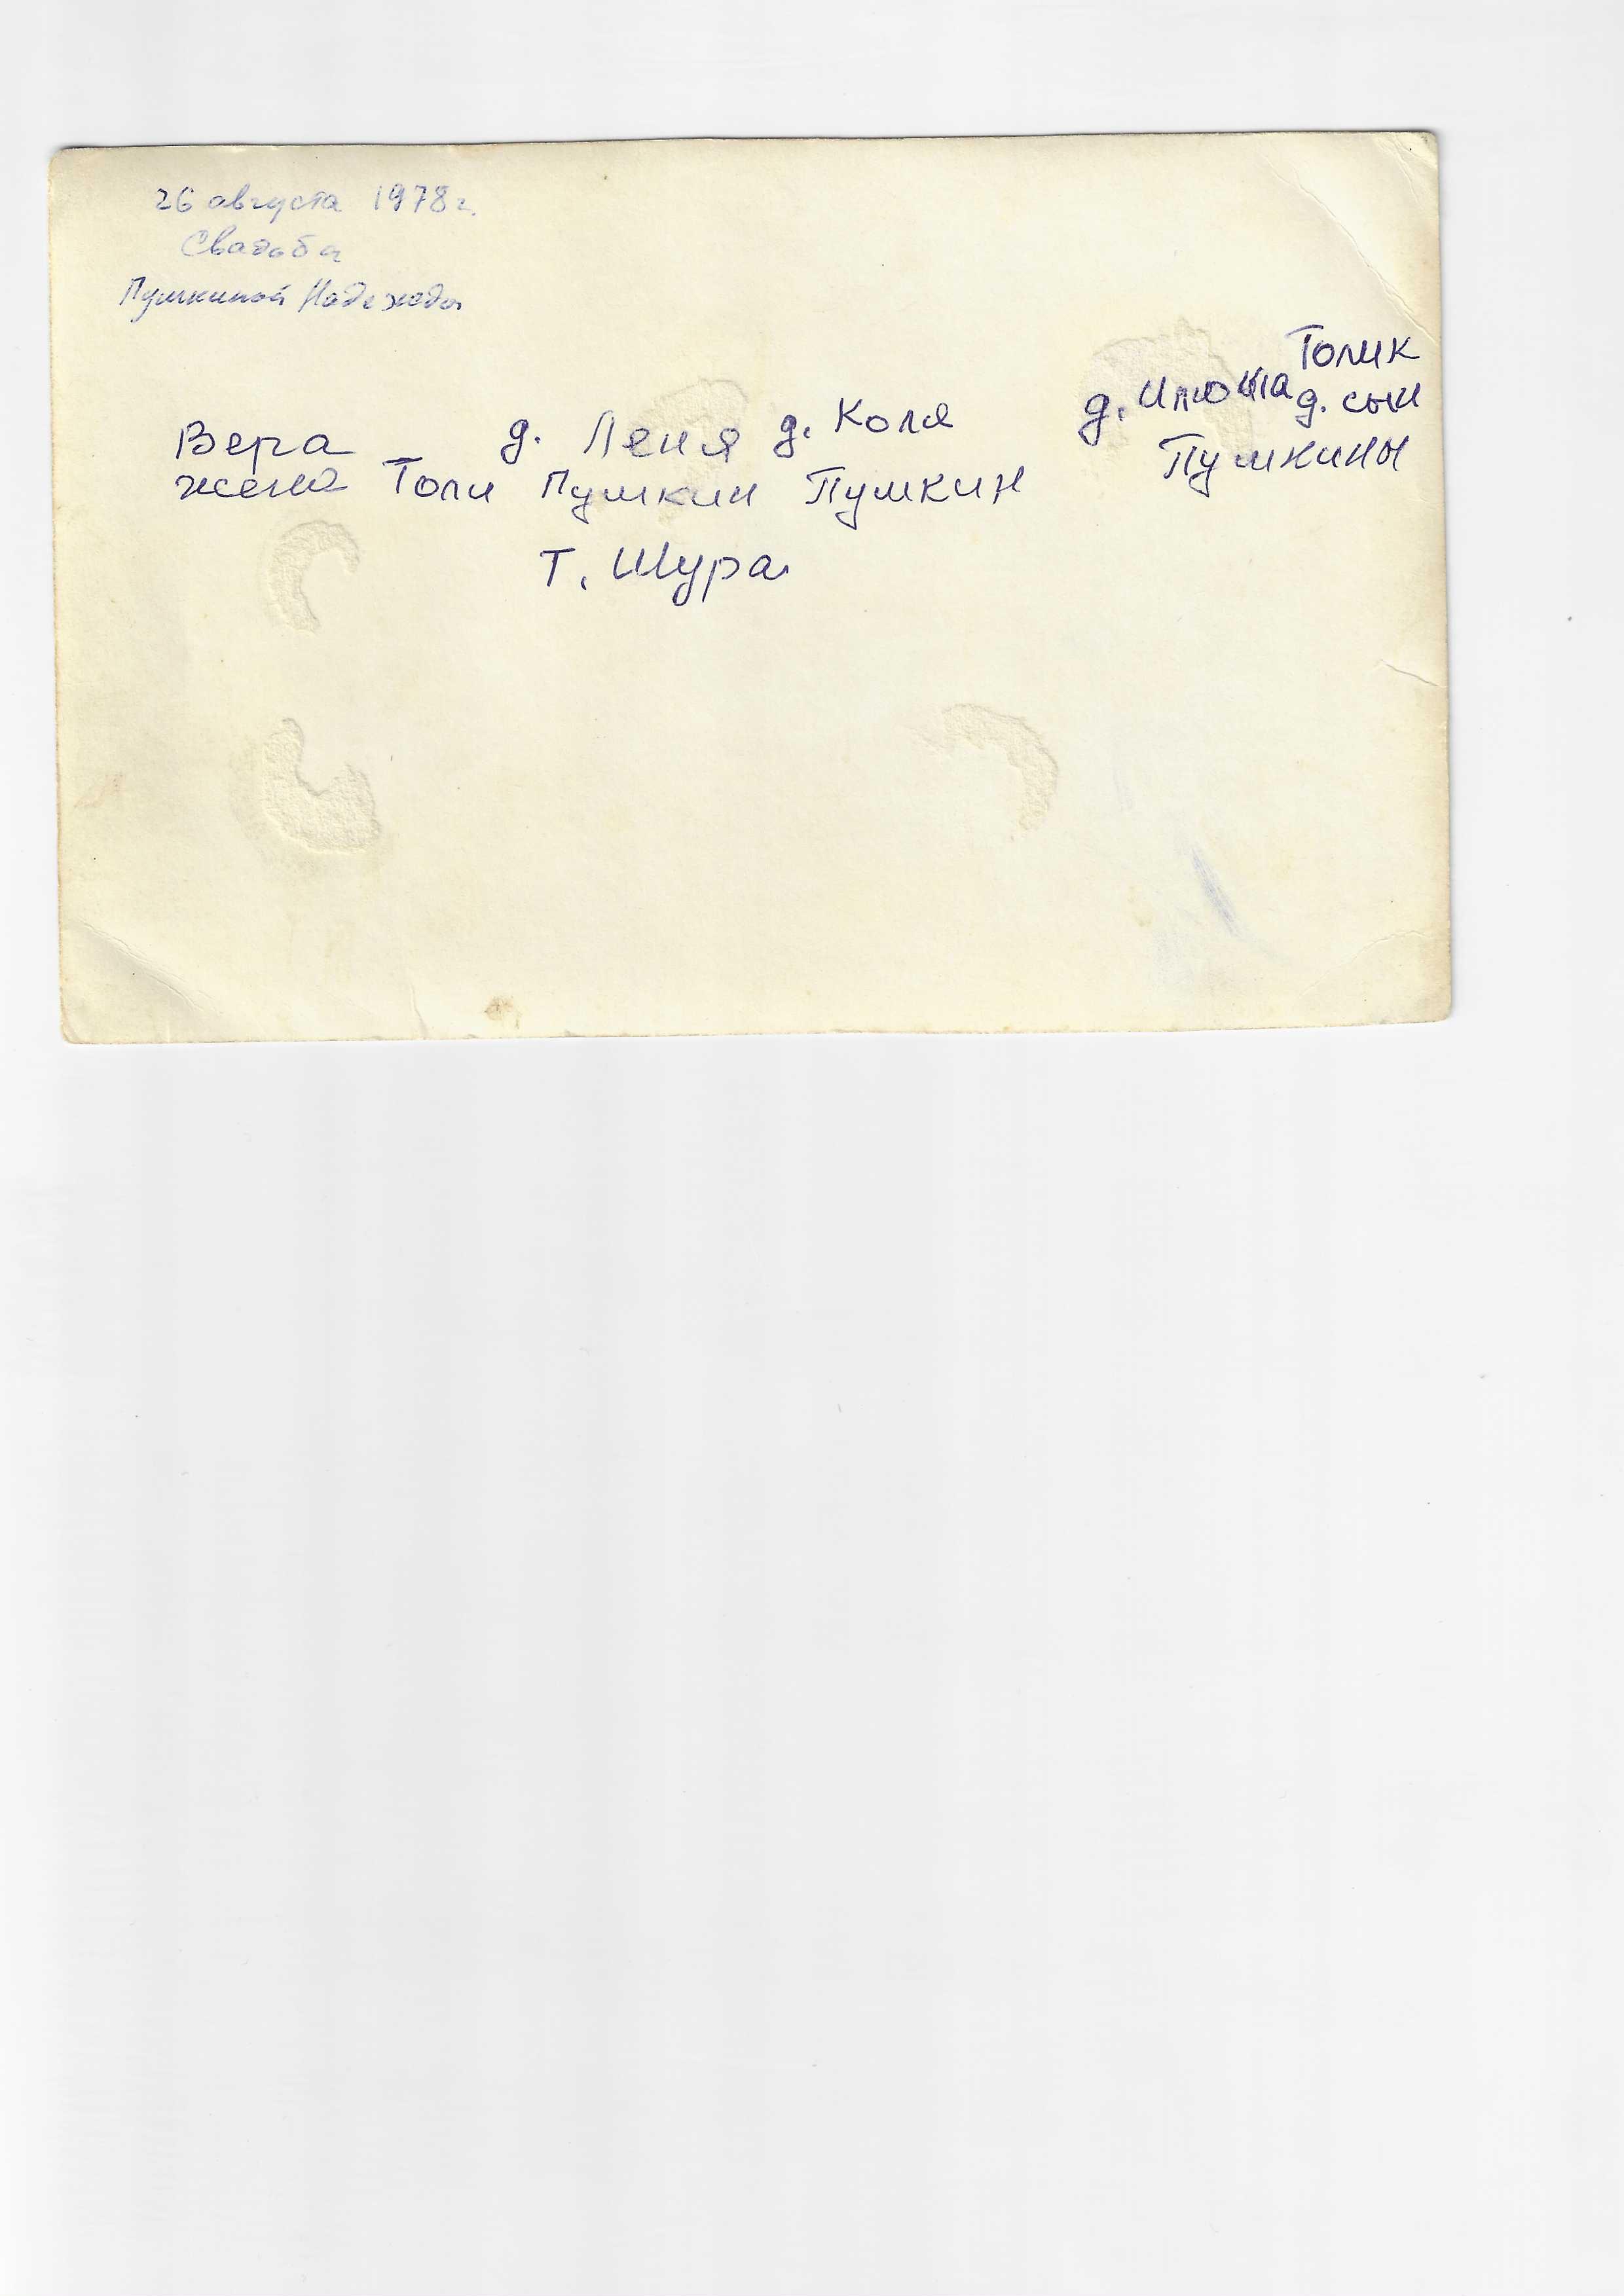 26 августа 1978 г.
Свадьба
Пушкиной Надежды
Толик
Вера д. Леня д. Коля д. Илюша д. сын
жена Толи Пушкин Пушкин Пушкины
Т. Шура